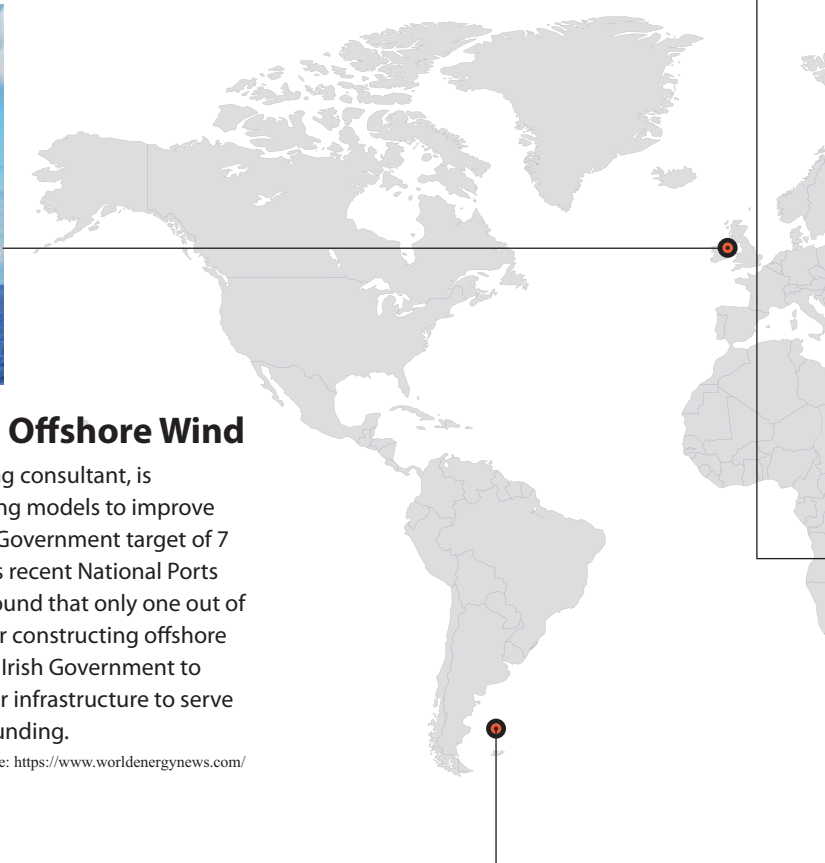 Offshore Wind
g consultant, is
ng models to improve
Government target of 7
s recent National Ports
ound that only one out of
r constructing offshore
Irish Government to
r infrastructure to serve
unding.
e: https://www.worldenergynews.com/